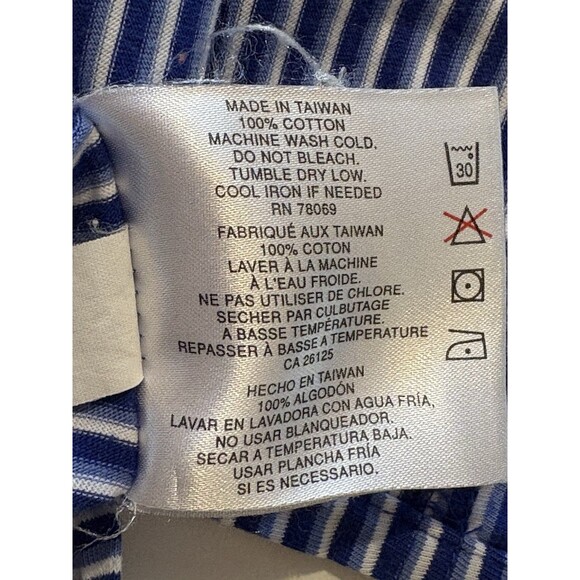 MADE IN TAIWAN
100% COTTON
MACHINE WASH COLD.
DO NOT BLEACH.
TUMBLE DRY LOW.
COOL IRON IF NEEDED
RN 78069
FABRIQUÉ AUX TAIWAN
100% COTON
LAVER À LA MACHINE
À L'EAU FROIDE.
NE PAS UTILISER DE CHLORE.
SECHER PAR CULBUTAGE
A BASSE TEMPÉRATURE.
REPASSER À BASSE A TEMPERATURE
CA 26125
HECHO EN TAIWAN
100% ALGODÓN
LAVAR EN LAVADORA CON AGUA FRÍA,
NO USAR BLANQUEADOR.
SECAR A TEMPERATURA BAJA.
USAR PLANCHA FRÍA
SI ES NECESARIO.
30